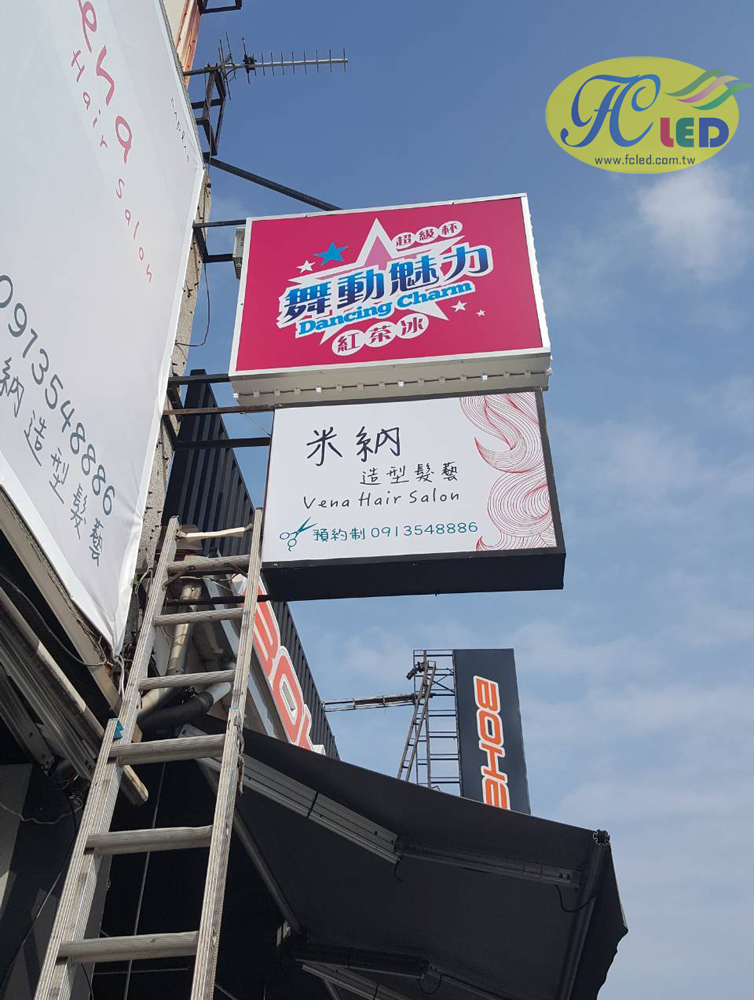 FC LED
www.fcled.com.tw
超級杯
舞動魅力
Dancing Charm
紅茶冰
米納
造型髮藝
Vena Hair Salon
預約制 0913548886
Hair Salon
0913548886
納造型髮藝